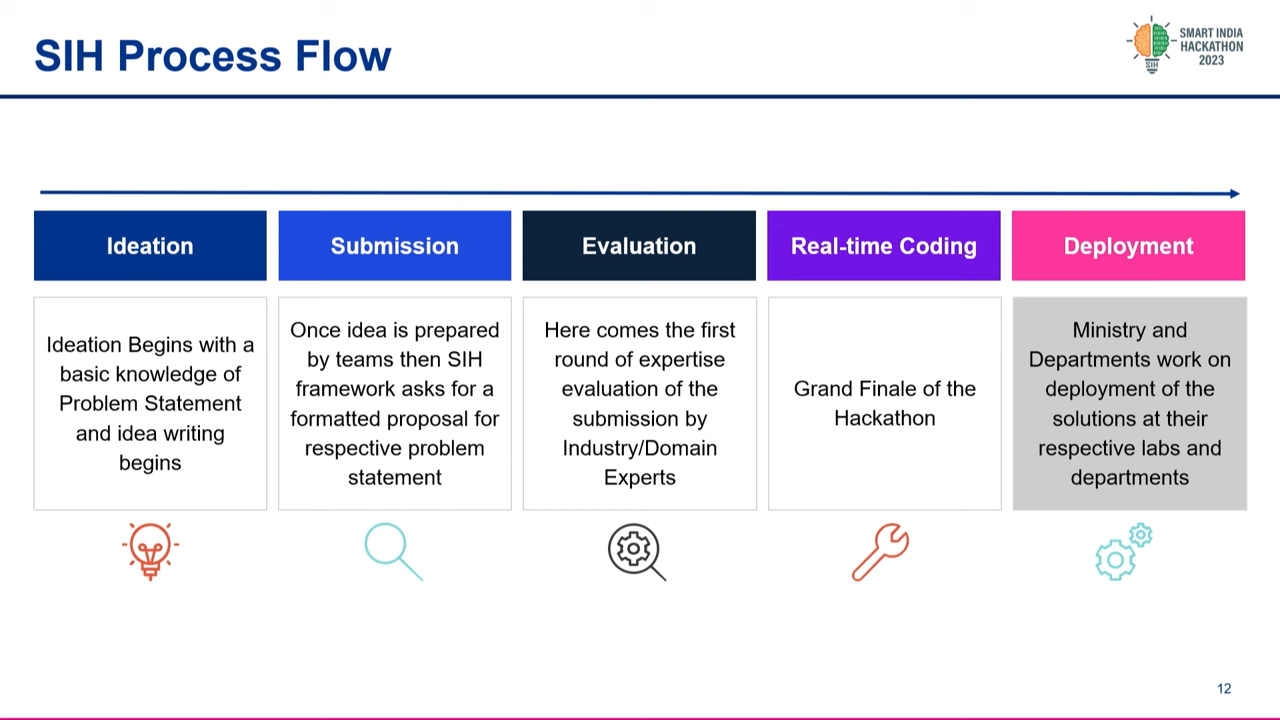 SIH Process Flow
SMART INDIA
HACKATHON
2023
SIH
Ideation
Submission
Evaluation
Real-time Coding
Deployment
Ideation Begins with a
basic knowledge of
Problem Statement
and idea writing
begins
Once idea is prepared
by teams then SIH
framework asks for a
formatted proposal for
respective problem
statement
Here comes the first
round of expertise
evaluation of the
submission by
Industry/Domain
Experts
Grand Finale of the
Hackathon
Ministry and
Departments work on
deployment of the
solutions at their
respective labs and
departments
12